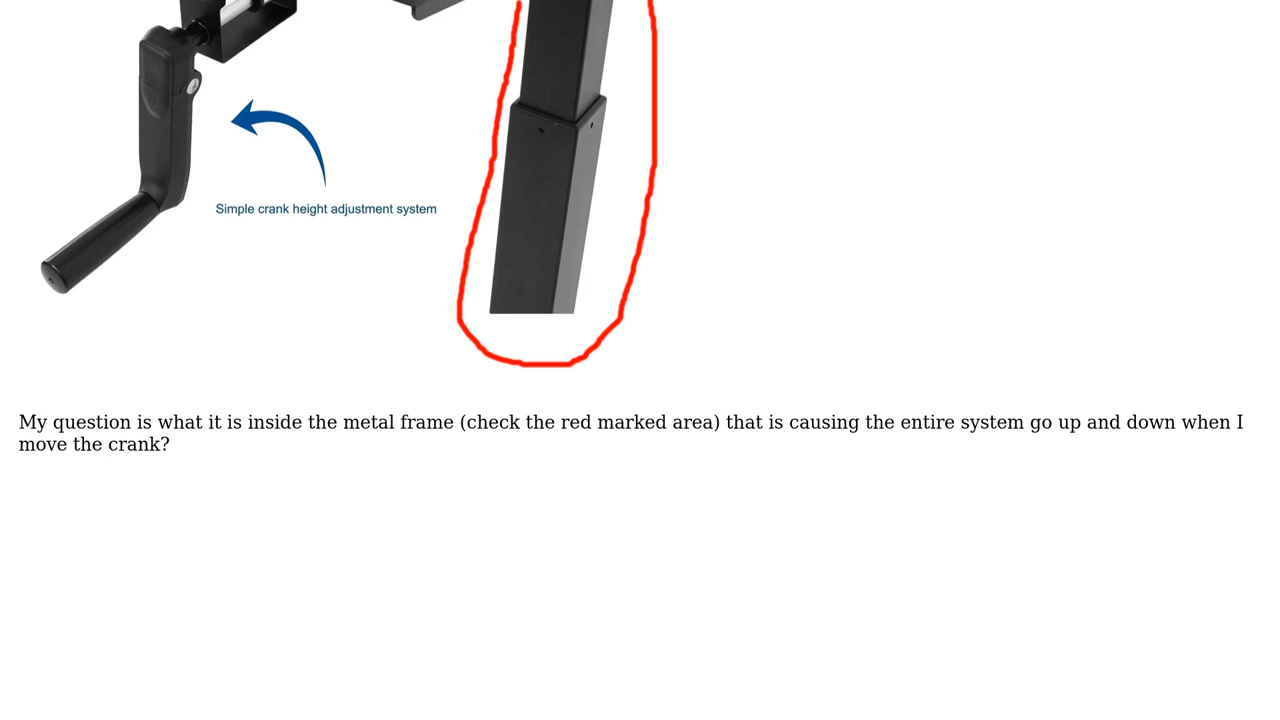 Simple crank height adjustment system
My question is what it is inside the metal frame (check the red marked area) that is causing the entire system go up and down when I
move the crank?